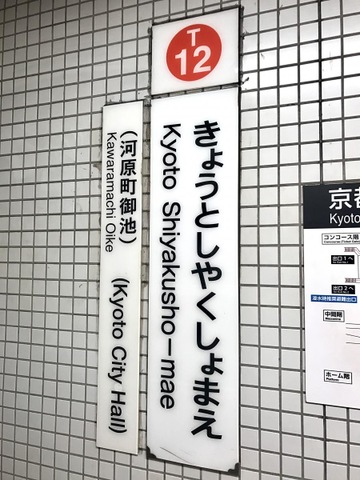 T
12
きょうとしやくしょまえ
Kyoto Shiyakusho-mae
（河原町御池）
Kawaramachi Oike
(Kyoto City Hall)
京都
Kyoto
コンコース階
出口1へ
出口2へ
中間階
ホーム階
Platform